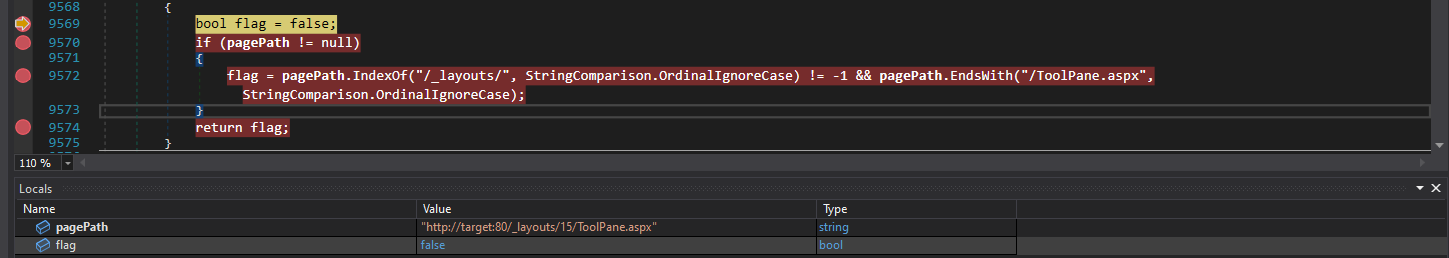 9568 {
9569 bool flag = false;
9570 if (pagePath != null)
9571 {
9572 flag = pagePath.IndexOf("/_layouts/", StringComparison.OrdinalIgnoreCase) != -1 && pagePath.EndsWith("/ToolPane.aspx",
StringComparison.OrdinalIgnoreCase);
9573 }
9574 return flag;
9575 }
110 %
Locals
Name Value Type
pagePath "http://target:80/_layouts/15/ToolPane.aspx" string
flag false bool